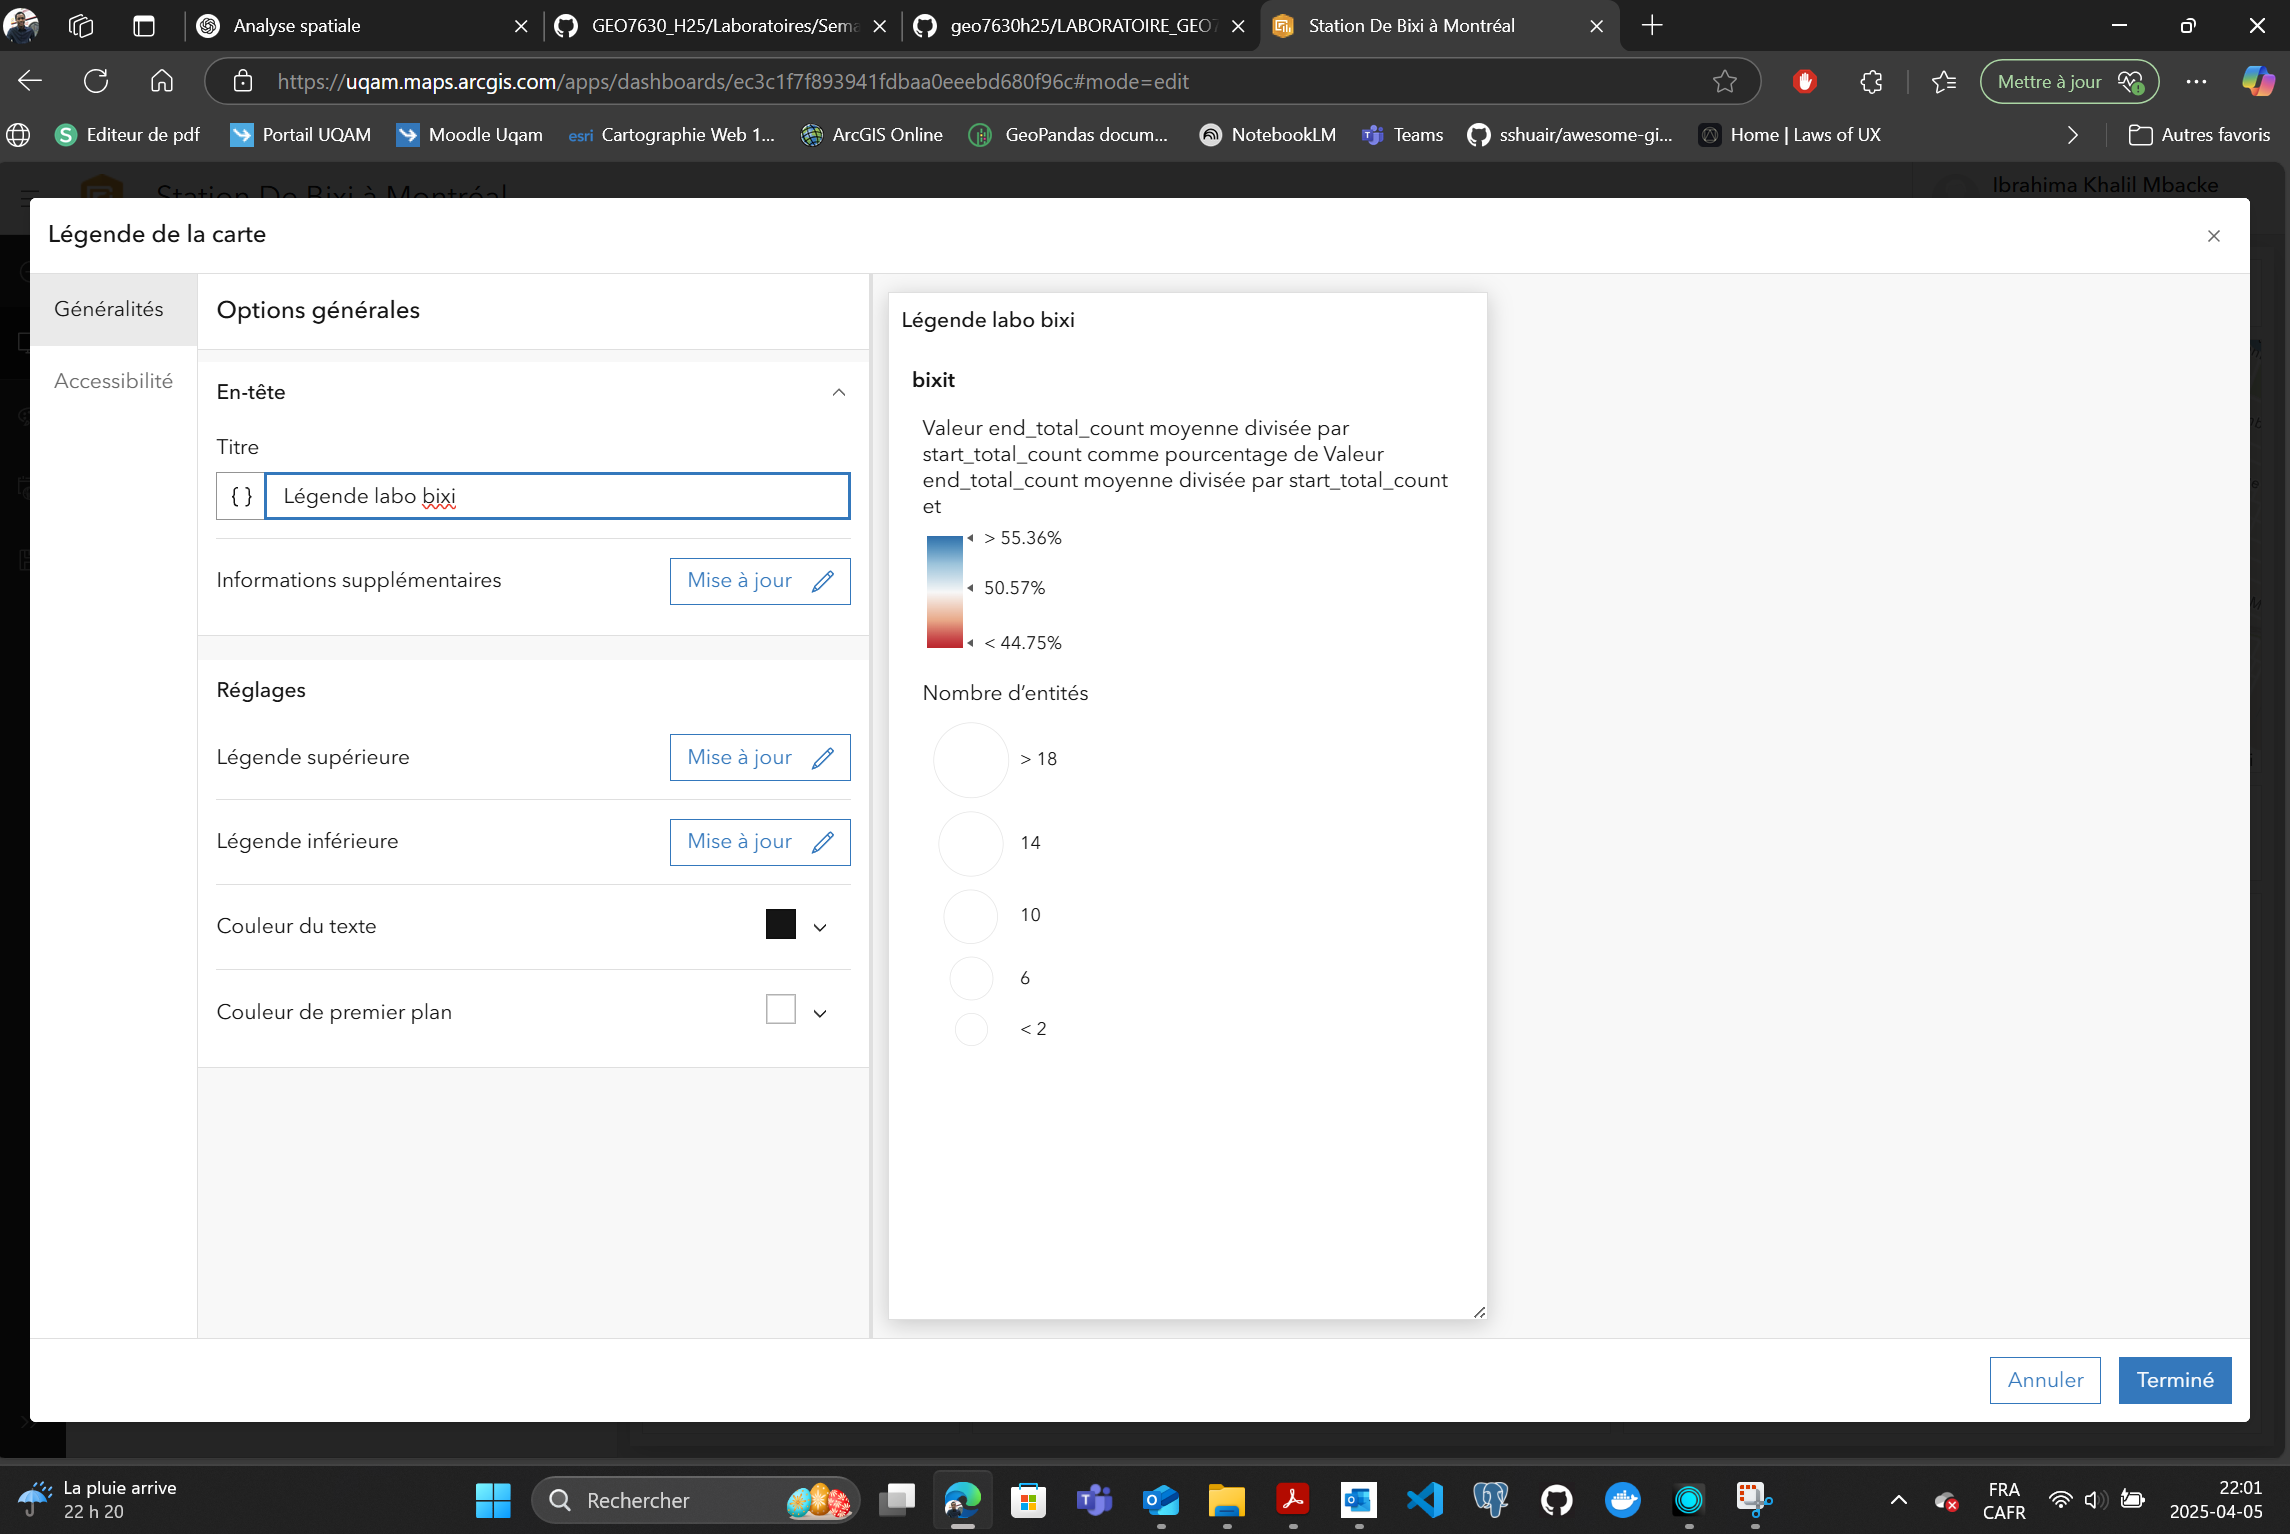 Analyse spatiale
GEO7630_H25/Laboratoires/Sema
geo7630h25/LABORATOIRE_GEO7
Station De Bixi à Montréal
https://uqam.maps.arcgis.com/apps/dashboards/ec3c1f7f893941fdbaa0eeebd680f96c#mode=edit
Mettre à jour
Editeur de pdf
Portail UQAM
Moodle Uqam
esri Cartographie Web 1...
ArcGIS Online
GeoPandas docum...
NotebookLM
Teams
sshuair/awesome-gi...
Home | Laws of UX
Autres favoris
Station De Bixi à Montréal
Ibrahima Khalil Mbacke
Légende de la carte
Généralités
Accessibilité
Options générales
En-tête
Titre
{ } Légende labo bixi
Informations supplémentaires
Mise à jour
Réglages
Légende supérieure
Mise à jour
Légende inférieure
Mise à jour
Couleur du texte
Couleur de premier plan
Légende labo bixi
bixit
Valeur end_total_count moyenne divisée par
start_total_count comme pourcentage de Valeur
end_total_count moyenne divisée par start_total_count
et
> 55.36%
50.57%
< 44.75%
Nombre d’entités
> 18
14
10
6
< 2
Annuler
Terminé
La pluie arrive
22 h 20
Rechercher
FRA
CAFR
22:01
2025-04-05